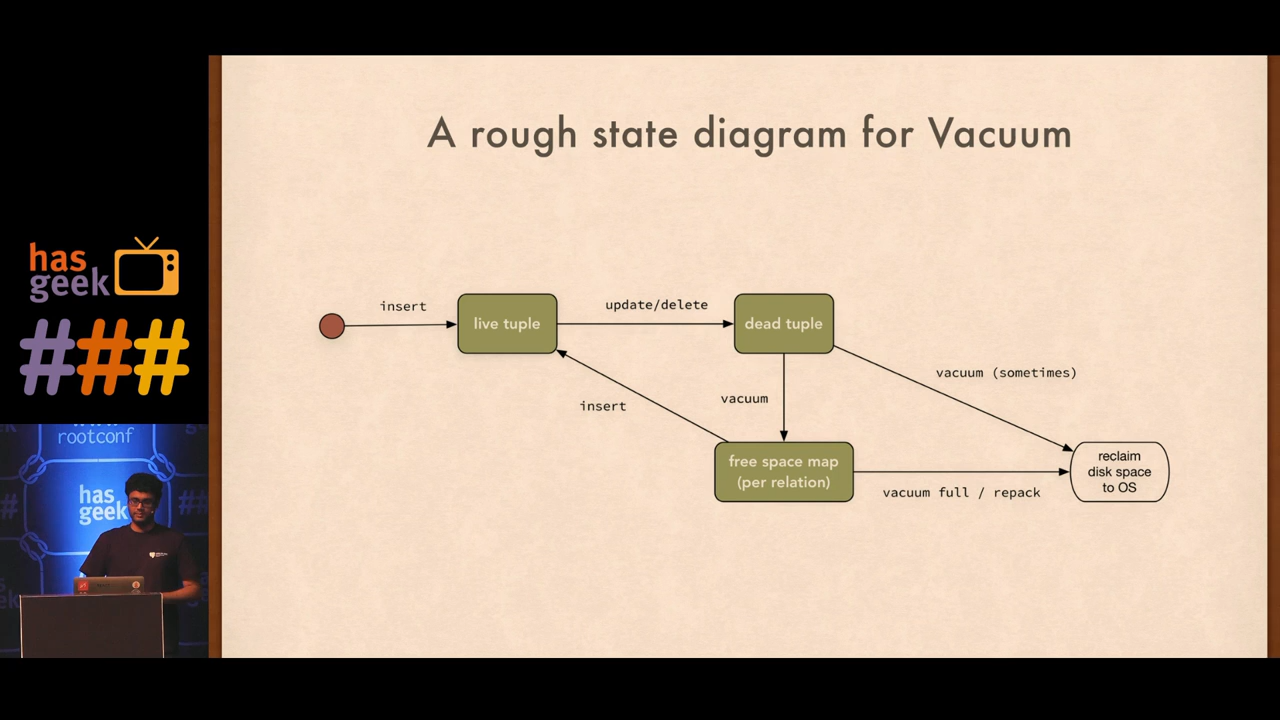 A rough state diagram for Vacuum
has
geek
###
insert
live tuple
update/delete
dead tuple
vacuum (sometimes)
insert
vacuum
free space map
(per relation)
vacuum full / repack
reclaim
disk space
to OS
rootconf
has
geek
##